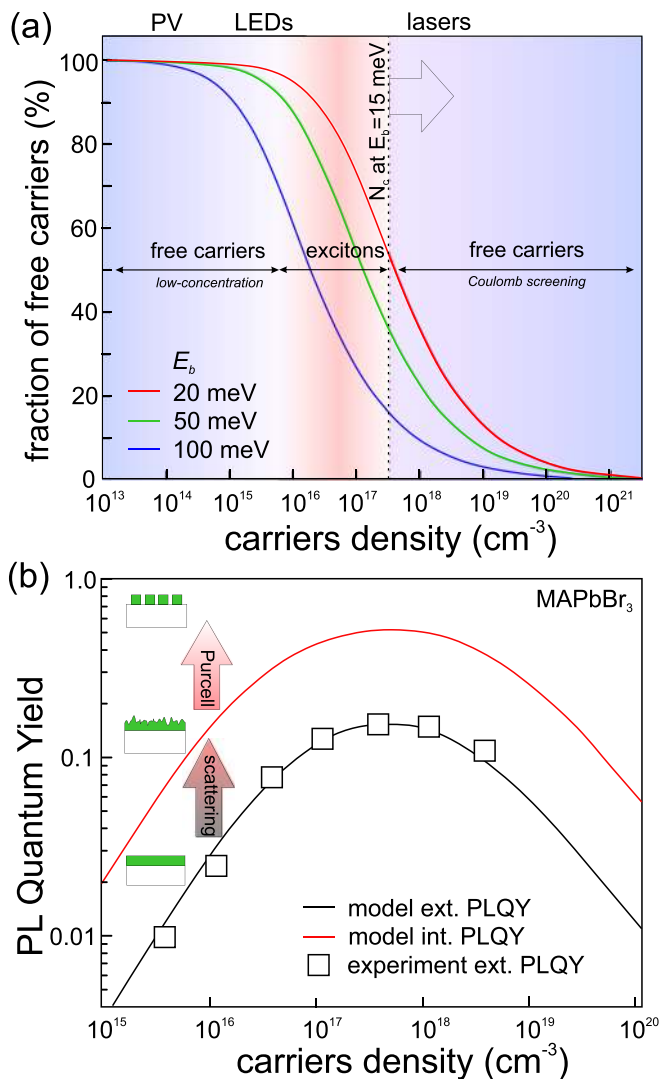 (a)
PV LEDs lasers
fraction of free carriers (%)
100
80
60
40
20
0
N_c at E_b=15 meV
free carriers
low-concentration
excitons
free carriers
Coulomb screening
E_b
20 meV
50 meV
100 meV
10^13 10^14 10^15 10^16 10^17 10^18 10^19 10^20 10^21
carriers density (cm^-3)
(b)
MAPbBr_3
PL Quantum Yield
1.0
0.1
0.01
Purcell
scattering
model ext. PLQY
model int. PLQY
experiment ext. PLQY
10^15 10^16 10^17 10^18 10^19 10^20
carriers density (cm^-3)